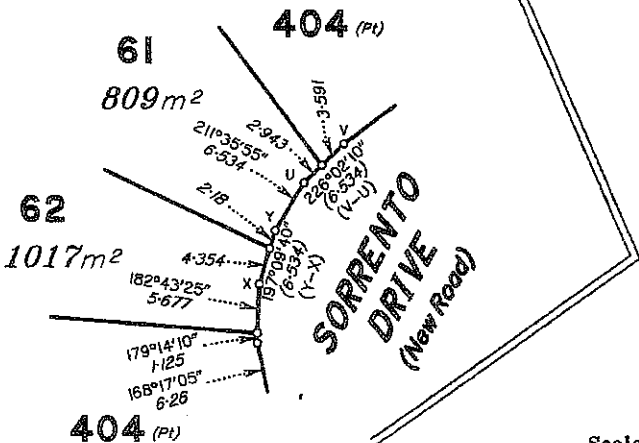 404 (Pt)
61
809m²
3·591
2·943
211°35'55"
6·534
V
U
226°02'10"
(6·534)
(V-U)
62
1017m²
2·18
Y
197°09'40"
(6·534)
(Y-X)
4·354
X
182°43'25"
5·677
SORRENTO
DRIVE
(New Road)
179°14'10"
1·125
168°17'05"
6·26
404 (Pt)
Scale